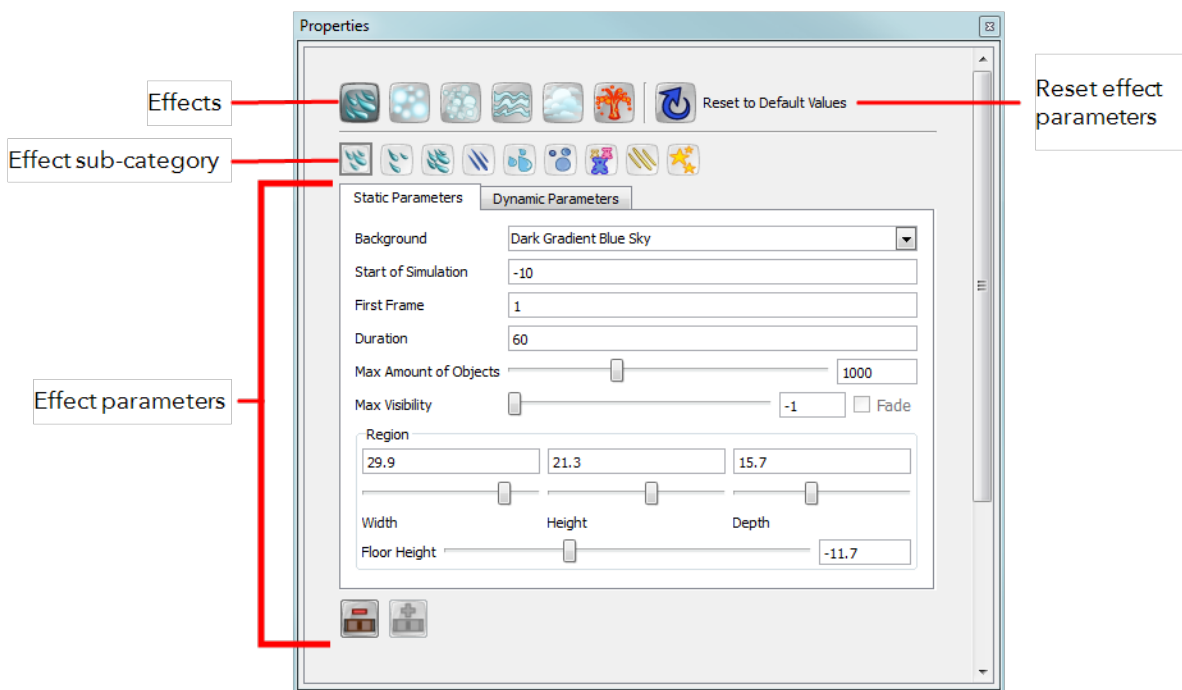 Properties
Effects
Reset to Default Values
Reset effect
parameters
Effect sub-category
Static Parameters
Dynamic Parameters
Background
Dark Gradient Blue Sky
Start of Simulation
-10
First Frame
1
Duration
60
Max Amount of Objects
1000
Effect parameters
Max Visibility
-1
Fade
Region
29.9
21.3
15.7
Width
Height
Depth
Floor Height
-11.7